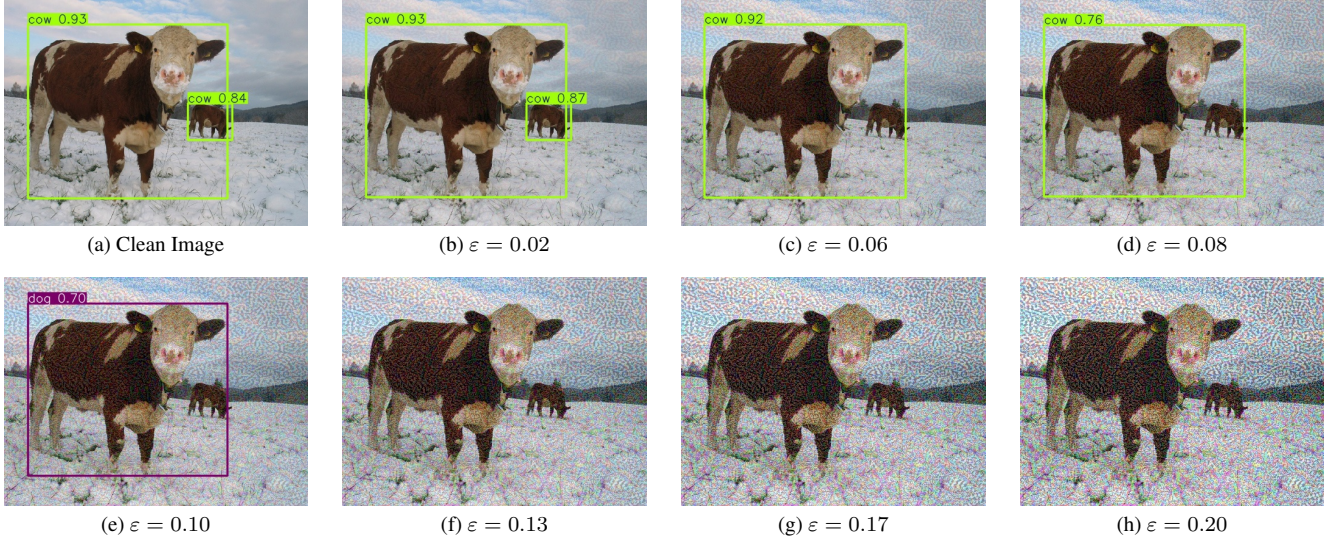 cow 0.93
cow 0.84
cow 0.93
cow 0.87
cow 0.92
cow 0.76
(a) Clean Image
(b) ε = 0.02
(c) ε = 0.06
(d) ε = 0.08
dog 0.70
(e) ε = 0.10
(f) ε = 0.13
(g) ε = 0.17
(h) ε = 0.20